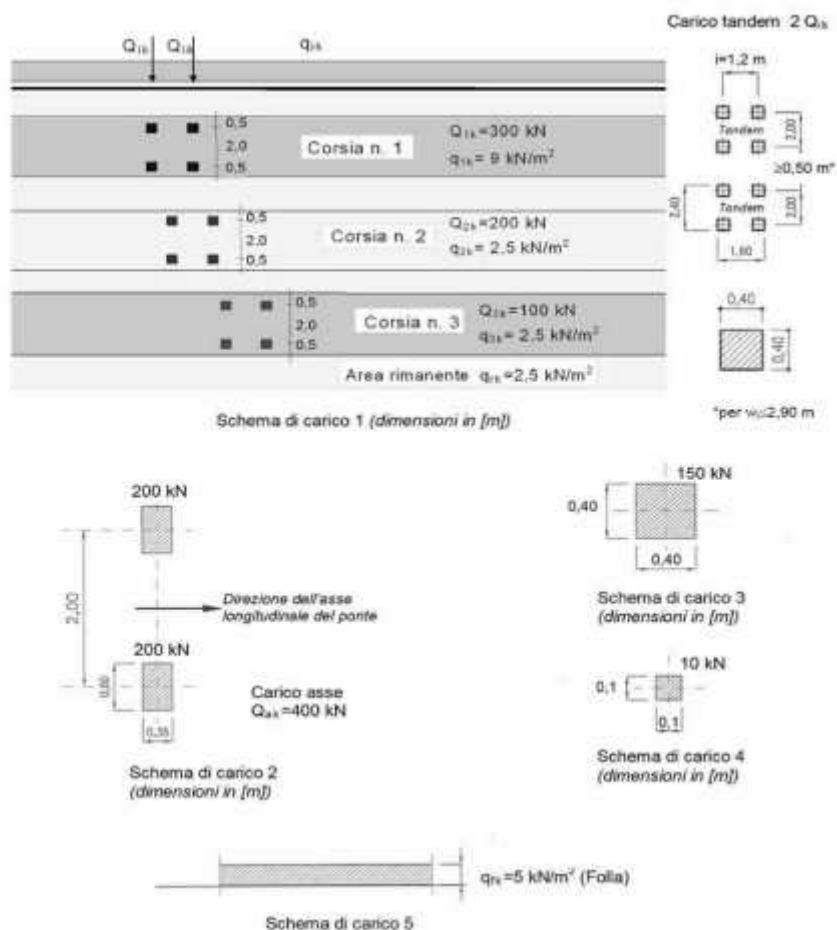 Carico tandem 2 Qik
Q1k Q1k qik
i=1,2 m
0,5
2,0
0,5
Corsia n. 1
Q1k=300 kN
q1k= 9 kN/m²
Tandem
2,00
≥0,50 m*
0,5
2,0
0,5
Corsia n. 2
Q2k=200 kN
q2k= 2,5 kN/m²
2,40
Tandem
2,00
1,60
0,5
2,0
0,5
Corsia n. 3
Q3k=100 kN
q3k= 2,5 kN/m²
0,40
0,40
Area rimanente qrk=2,5 kN/m²
*per wl≤2,90 m
Schema di carico 1 (dimensioni in [m])
200 kN
2,00
Direzione dell'asse
longitudinale del ponte
200 kN
0,60
0,35
Carico asse
Qak=400 kN
Schema di carico 2
(dimensioni in [m])
150 kN
0,40
0,40
Schema di carico 3
(dimensioni in [m])
10 kN
0,1
0,1
Schema di carico 4
(dimensioni in [m])
qfk=5 kN/m² (Folla)
Schema di carico 5